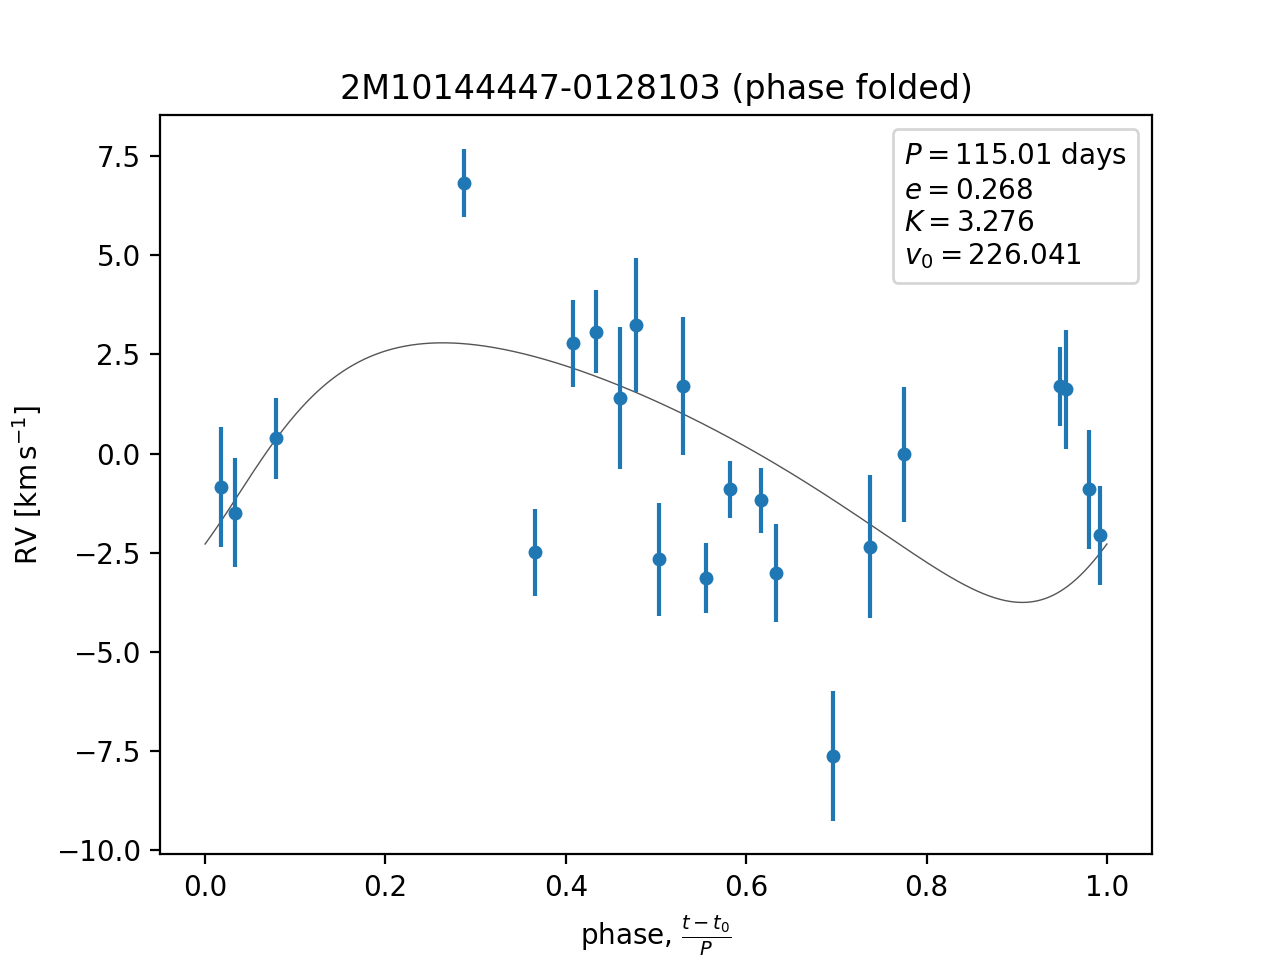 2M10144447-0128103 (phase folded)
P = 115.01 days
e = 0.268
K = 3.276
v₀ = 226.041
RV [km s⁻¹]
7.5
5.0
2.5
0.0
−2.5
−5.0
−7.5
−10.0
0.0 0.2 0.4 0.6 0.8 1.0
phase, (t − t₀)/P